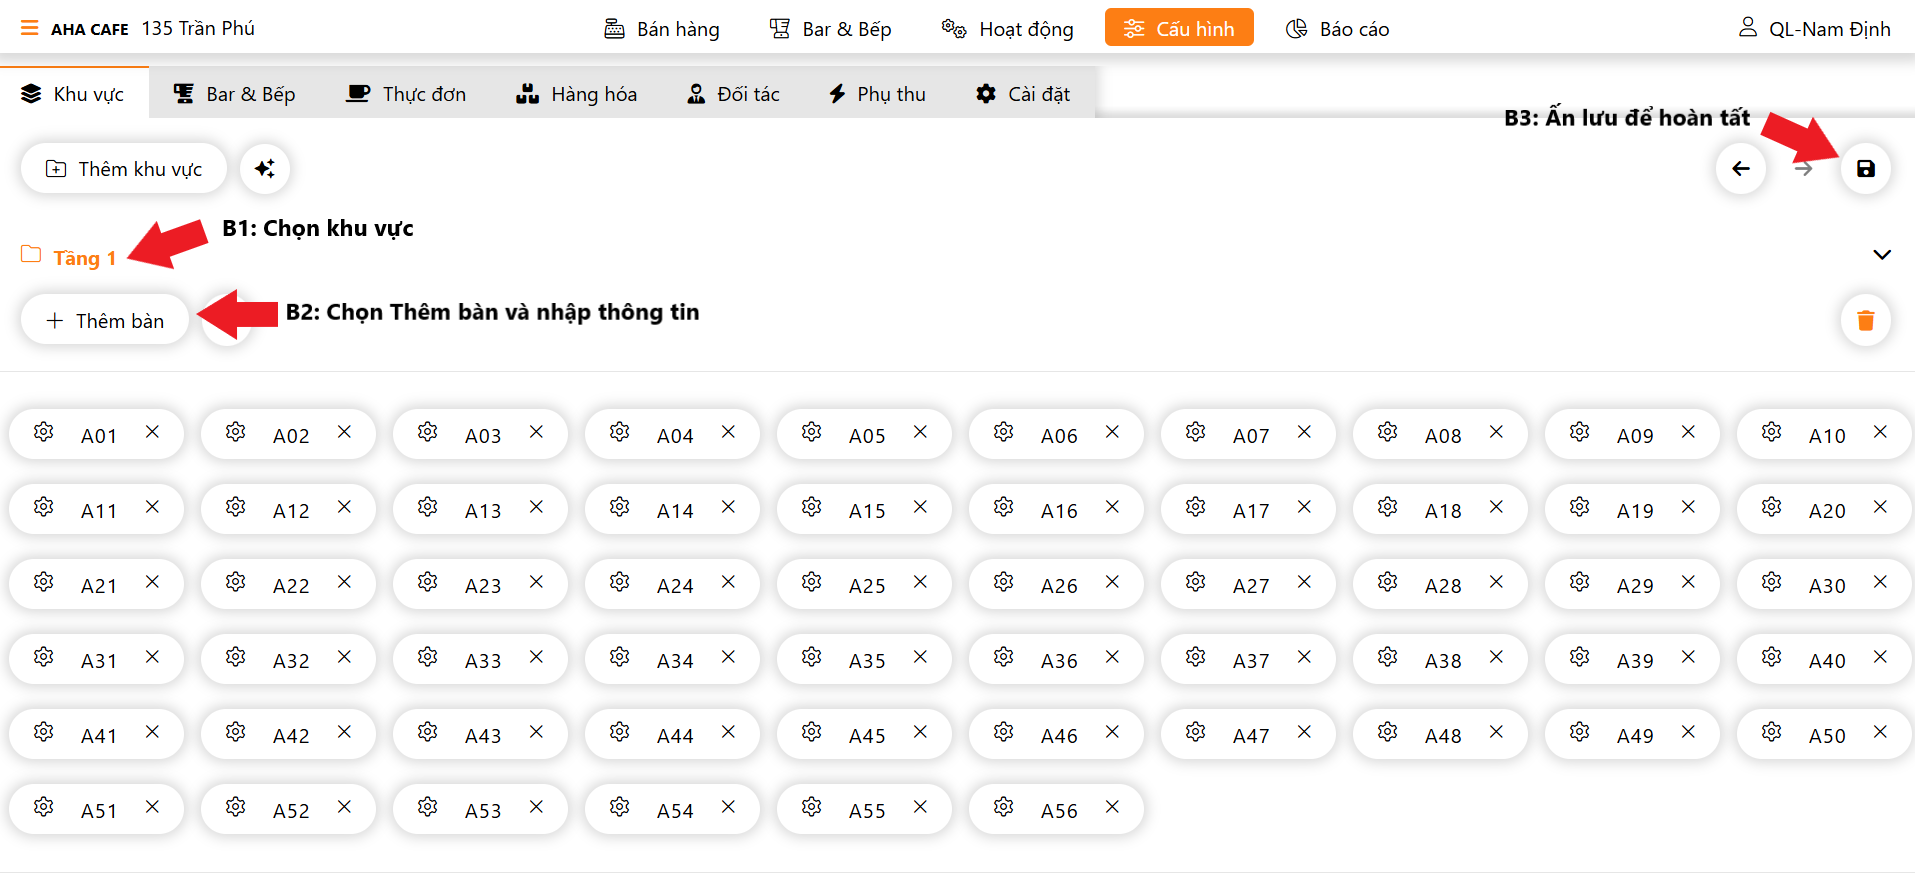 AHA CAFE 135 Trần Phú Bán hàng Bar & Bếp Hoạt động Cấu hình Báo cáo QL-Nam Định
Khu vực Bar & Bếp Thực đơn Hàng hóa Đối tác Phụ thu Cài đặt
B3: Ấn lưu để hoàn tất
Thêm khu vực
B1: Chọn khu vực
Tầng 1
Thêm bàn
B2: Chọn Thêm bàn và nhập thông tin
A01 A02 A03 A04 A05 A06 A07 A08 A09 A10
A11 A12 A13 A14 A15 A16 A17 A18 A19 A20
A21 A22 A23 A24 A25 A26 A27 A28 A29 A30
A31 A32 A33 A34 A35 A36 A37 A38 A39 A40
A41 A42 A43 A44 A45 A46 A47 A48 A49 A50
A51 A52 A53 A54 A55 A56